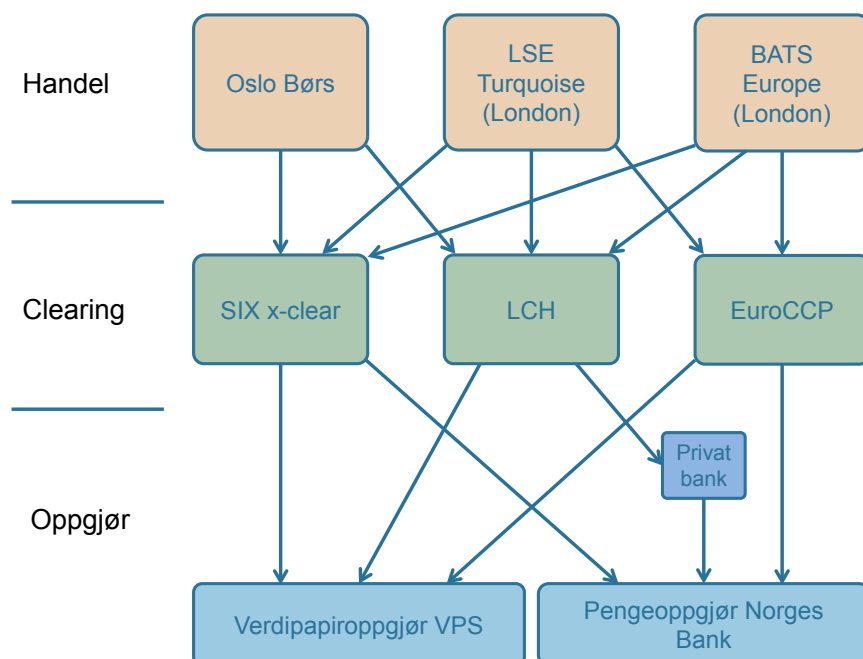 Handel
Oslo Børs
LSE
Turquoise
(London)
BATS
Europe
(London)
Clearing
SIX x-clear
LCH
EuroCCP
Oppgjør
Privat
bank
Verdipapiroppgjør VPS
Pengeoppgjør Norges
Bank